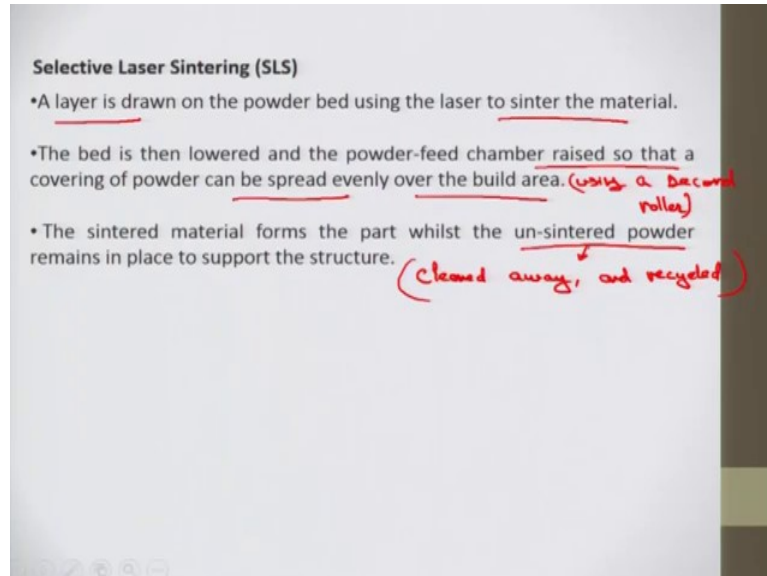 Selective Laser Sintering (SLS)
•A layer is drawn on the powder bed using the laser to sinter the material.
•The bed is then lowered and the powder-feed chamber raised so that a
covering of powder can be spread evenly over the build area. (using a second
roller)
• The sintered material forms the part whilst the un-sintered powder
remains in place to support the structure.
(cleaned away, and recycled)